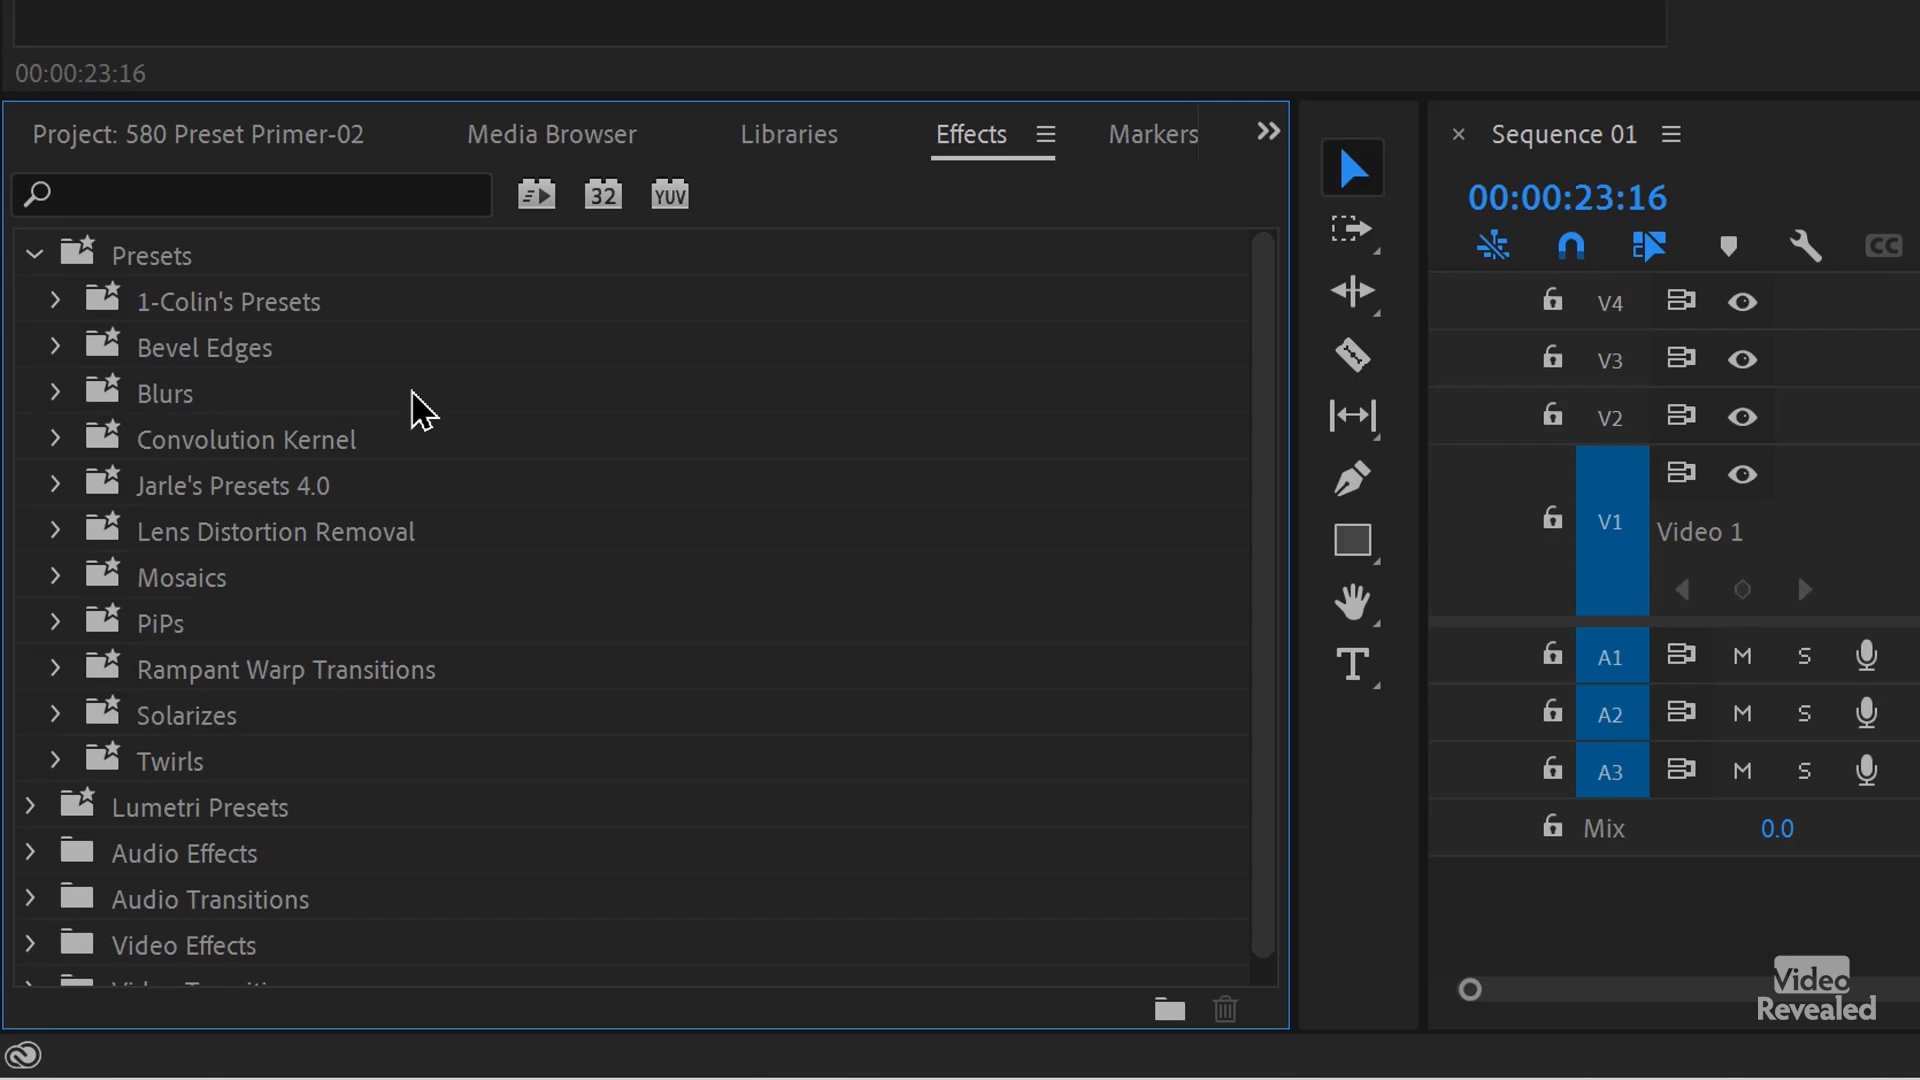 00:00:23:16
Project: 580 Preset Primer-02
Media Browser
Libraries
Effects
Markers
32
YUV
Presets
1-Colin's Presets
Bevel Edges
Blurs
Convolution Kernel
Jarle's Presets 4.0
Lens Distortion Removal
Mosaics
PiPs
Rampant Warp Transitions
Solarizes
Twirls
Lumetri Presets
Audio Effects
Audio Transitions
Video Effects
T
× Sequence 01
00:00:23:16
CC
V4
V3
V2
V1
Video 1
A1 M S
A2 M S
A3 M S
Mix 0.0
Video
Revealed